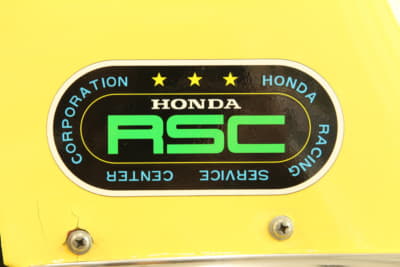 HONDA
RSC
HONDA RACING SERVICE CENTER CORPORATION